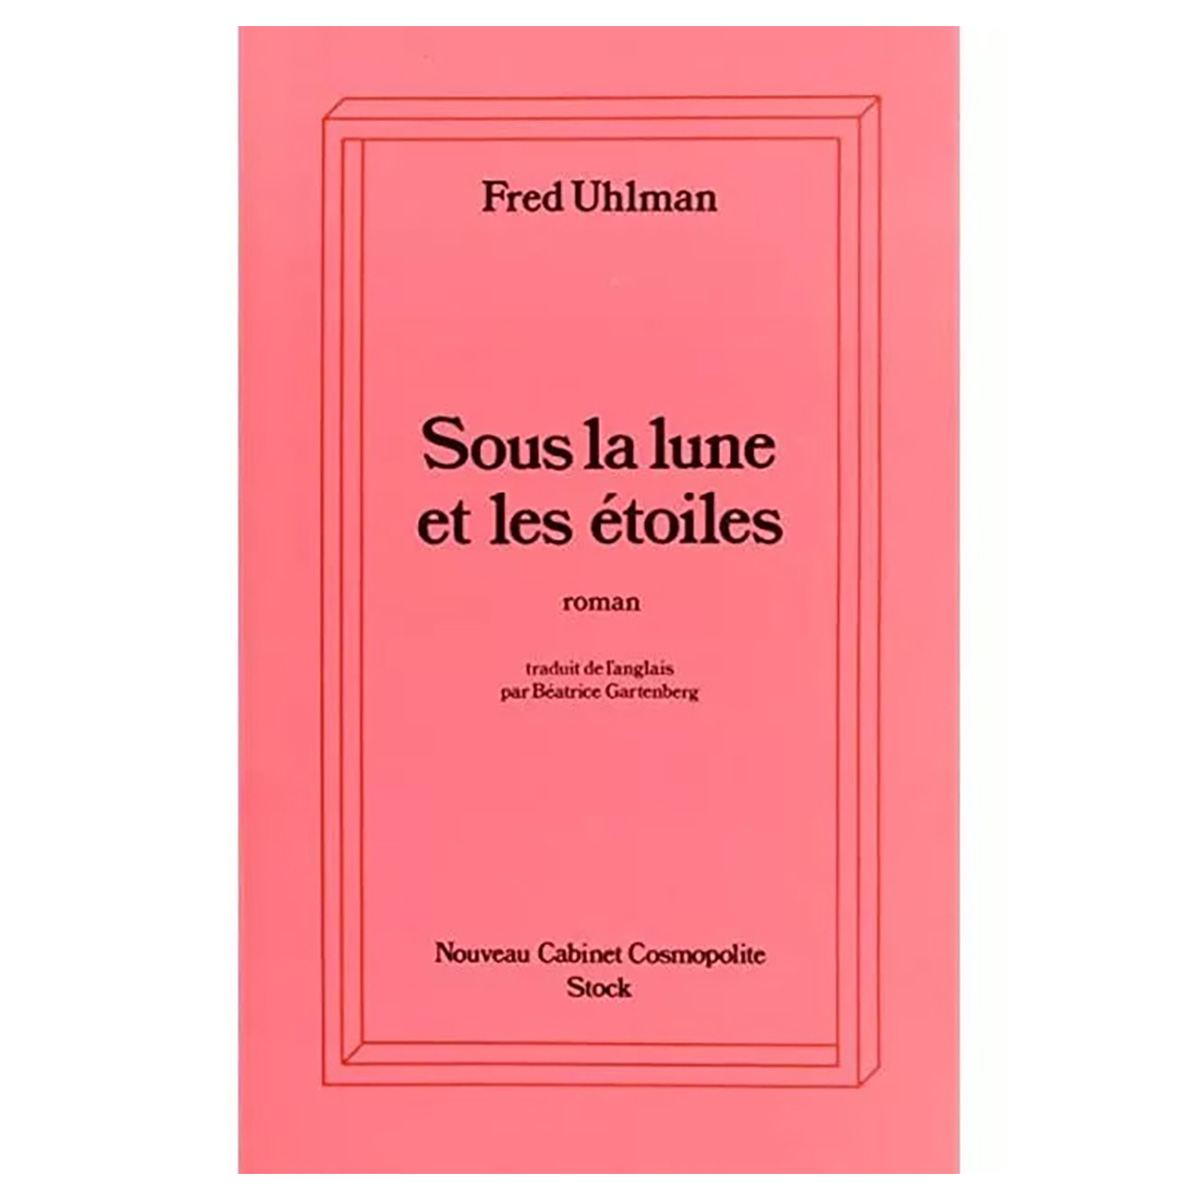 Fred Uhlman
Sous la lune
et les étoiles
roman
traduit de l'anglais
par Béatrice Gartenberg
Nouveau Cabinet Cosmopolite
Stock